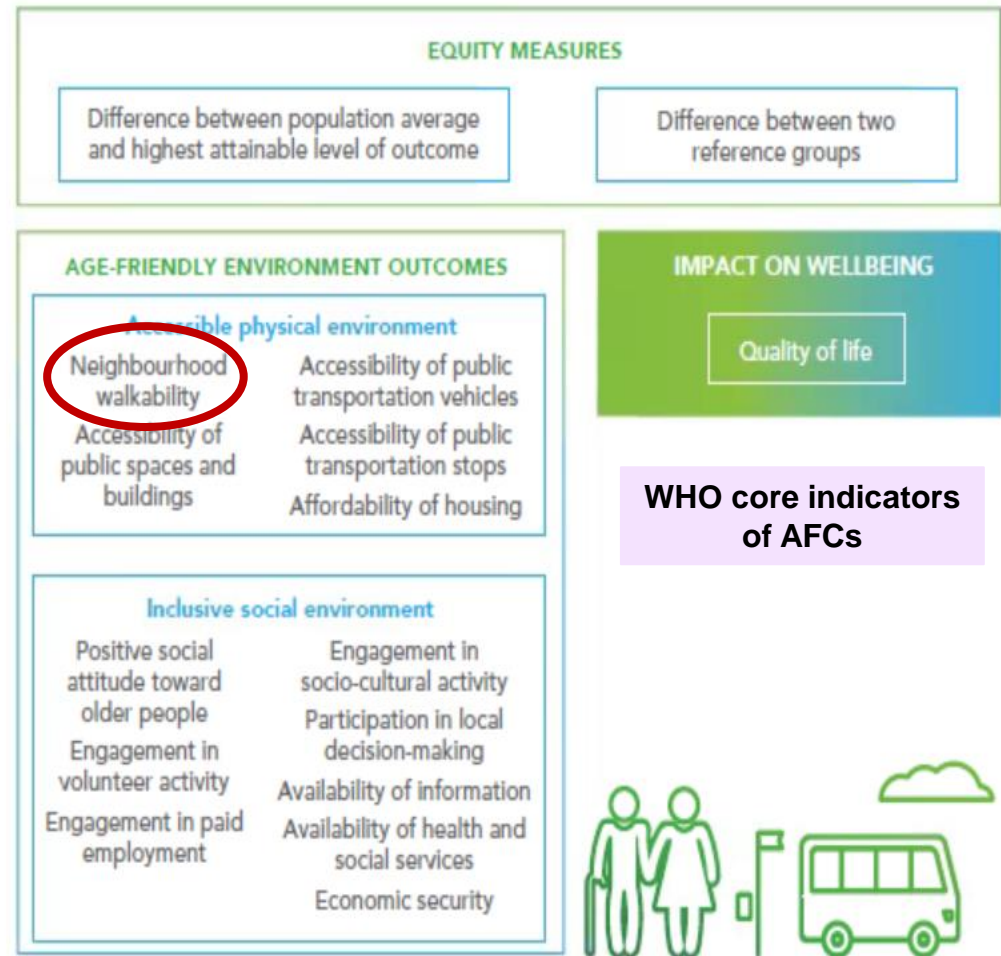 EQUITY MEASURES
Difference between population average
and highest attainable level of outcome
Difference between two
reference groups
AGE-FRIENDLY ENVIRONMENT OUTCOMES
Accessible physical environment
Neighbourhood
walkability
Accessibility of
public spaces and
buildings
Accessibility of public
transportation vehicles
Accessibility of public
transportation stops
Affordability of housing
Inclusive social environment
Positive social
attitude toward
older people
Engagement in
volunteer activity
Engagement in paid
employment
Engagement in
socio-cultural activity
Participation in local
decision-making
Availability of information
Availability of health and
social services
Economic security
IMPACT ON WELLBEING
Quality of life
WHO core indicators
of AFCs